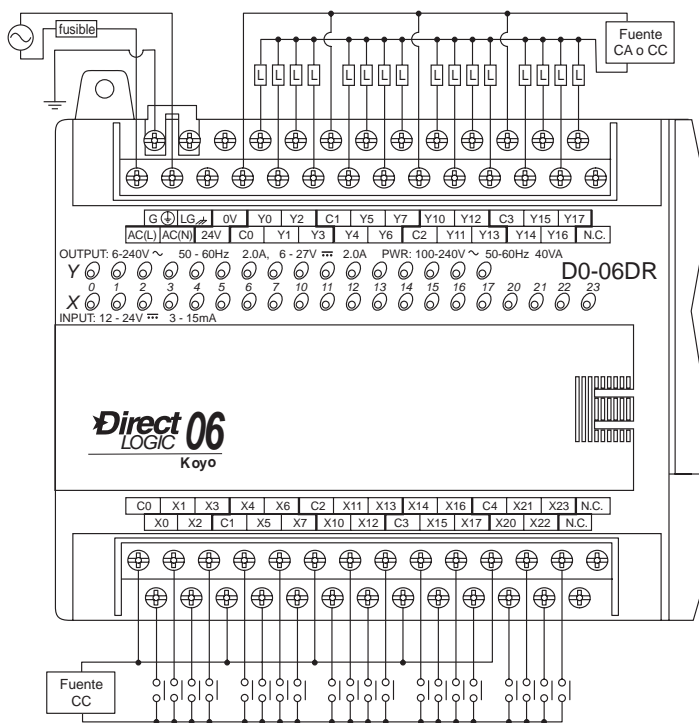 fusible
Fuente
CA o CC
L L L L L L L L L L L L L L L L
G LG 0V Y0 Y2 C1 Y5 Y7 Y10 Y12 C3 Y15 Y17
AC(L) AC(N) 24V C0 Y1 Y3 Y4 Y6 C2 Y11 Y13 Y14 Y16 N.C.
OUTPUT: 6-240V ~ 50 - 60Hz 2.0A, 6 - 27V ⎓ 2.0A PWR: 100-240V ~ 50-60Hz 40VA
Y
D0-06DR
0 1 2 3 4 5 6 7 10 11 12 13 14 15 16 17 20 21 22 23
X
INPUT: 12 - 24V ⎓ 3 - 15mA
Direct
LOGIC 06
Koyo
C0 X1 X3 X4 X6 C2 X11 X13 X14 X16 C4 X21 X23 N.C.
X0 X2 C1 X5 X7 X10 X12 C3 X15 X17 X20 X22 N.C.
Fuente
CC